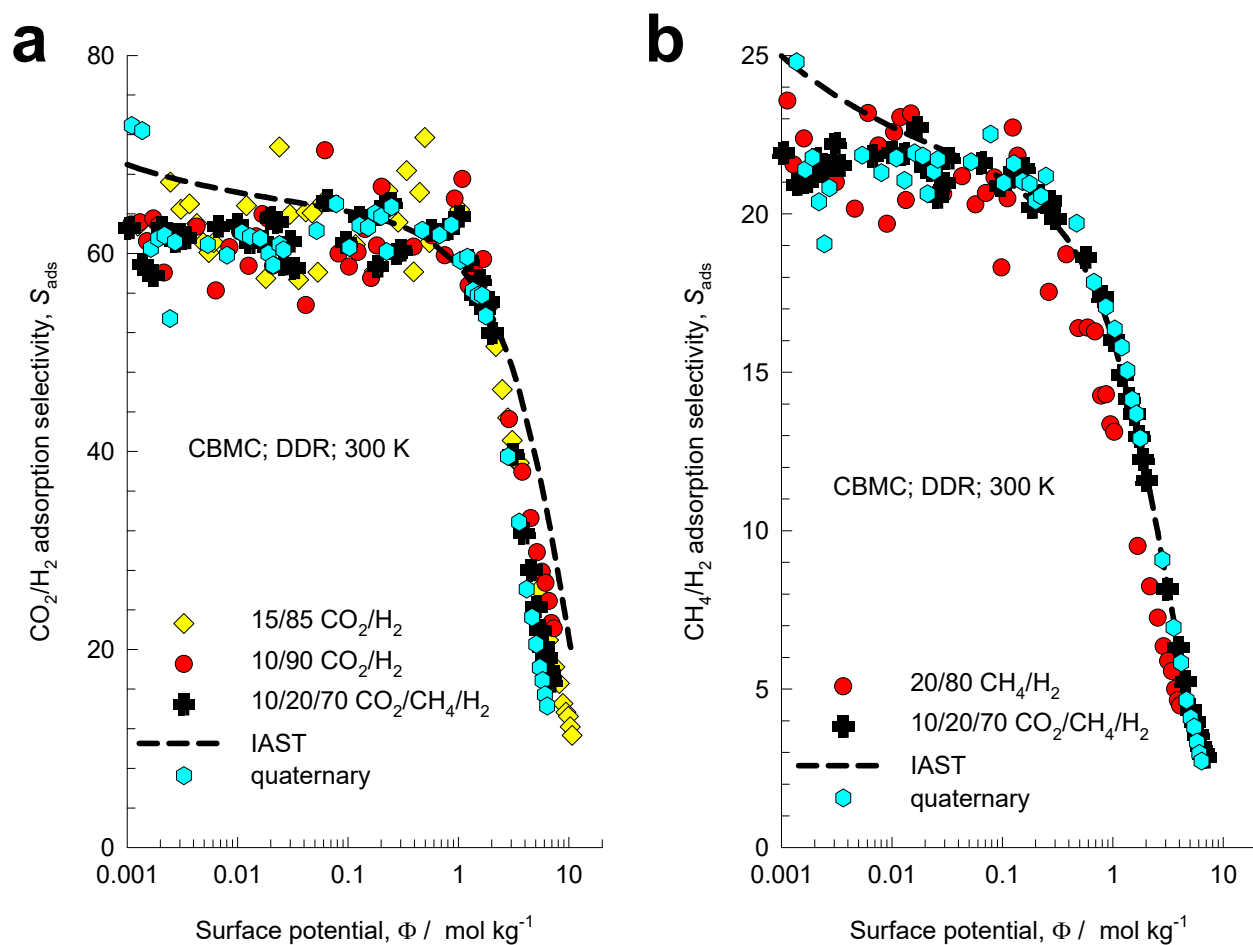 a
80
60
40
20
0
CO₂/H₂ adsorption selectivity, S_ads
CBMC; DDR; 300 K
15/85 CO₂/H₂
10/90 CO₂/H₂
10/20/70 CO₂/CH₄/H₂
IAST
quaternary
0.001 0.01 0.1 1 10
Surface potential, Φ / mol kg⁻¹
b
25
20
15
10
5
0
CH₄/H₂ adsorption selectivity, S_ads
CBMC; DDR; 300 K
20/80 CH₄/H₂
10/20/70 CO₂/CH₄/H₂
IAST
quaternary
0.001 0.01 0.1 1 10
Surface potential, Φ / mol kg⁻¹